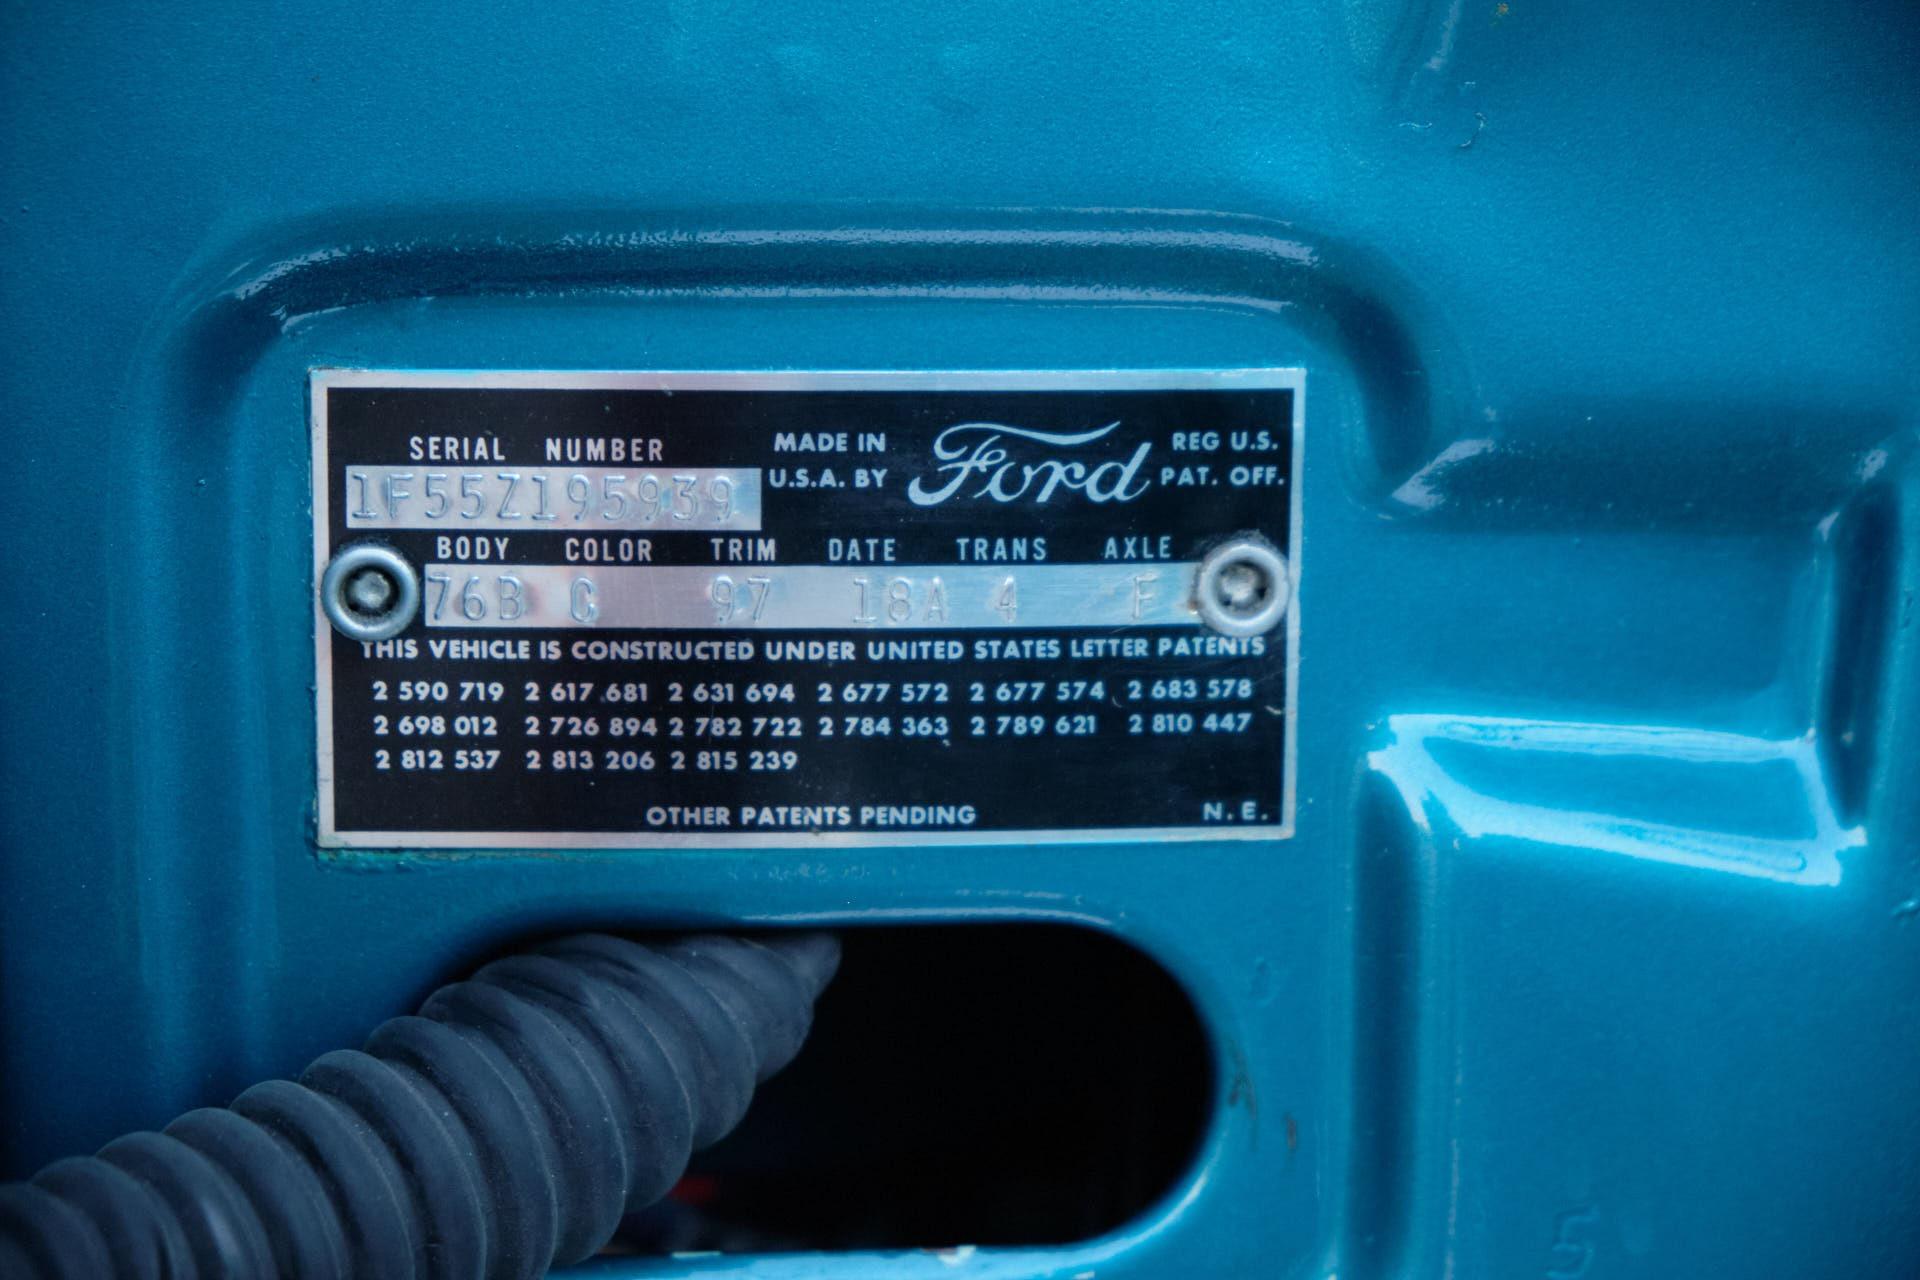 SERIAL NUMBER
1F55Z195939
MADE IN
U.S.A. BY
Ford
REG U.S.
PAT. OFF.
BODY COLOR TRIM DATE TRANS AXLE
76B C 97 18A 4 F
THIS VEHICLE IS CONSTRUCTED UNDER UNITED STATES LETTER PATENTS
2 590 719 2 617 681 2 631 694 2 677 572 2 677 574 2 683 578
2 698 012 2 726 894 2 782 722 2 784 363 2 789 621 2 810 447
2 812 537 2 813 206 2 815 239
OTHER PATENTS PENDING N. E.
5